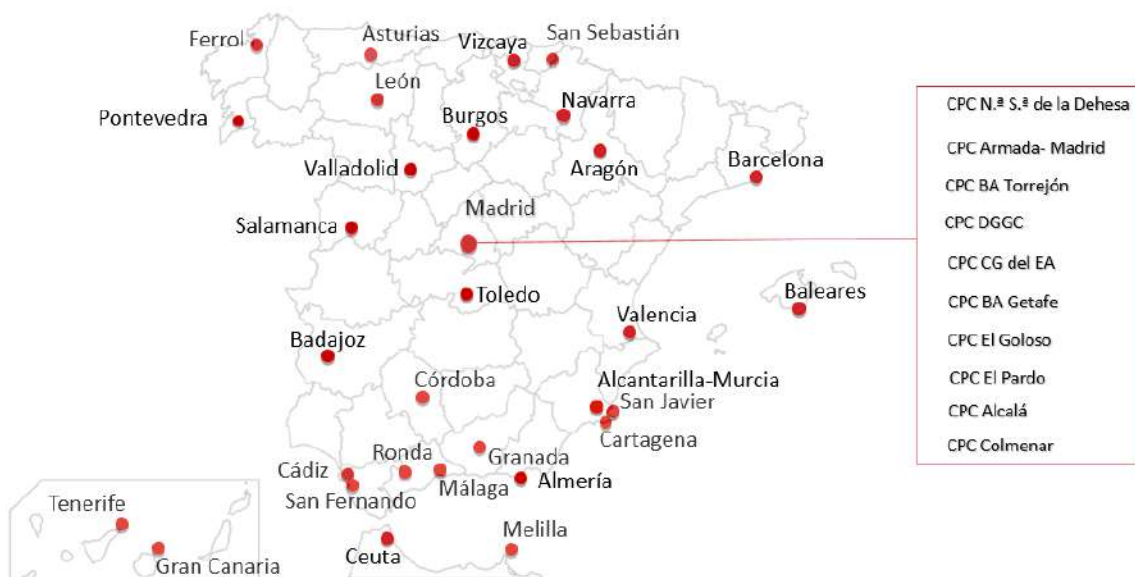 Ferrol
Asturias
Vizcaya
San Sebastián
León
Navarra
Pontevedra
Burgos
Valladolid
Aragón
Barcelona
Madrid
Salamanca
Toledo
Baleares
Valencia
Badajoz
Córdoba
Alcantarilla-Murcia
San Javier
Cartagena
Ronda
Granada
Cádiz
Málaga
Almería
San Fernando
Tenerife
Melilla
Ceuta
Gran Canaria
CPC N.ª S.ª de la Dehesa
CPC Armada- Madrid
CPC BA Torrejón
CPC DGGC
CPC CG del EA
CPC BA Getafe
CPC El Goloso
CPC El Pardo
CPC Alcalá
CPC Colmenar